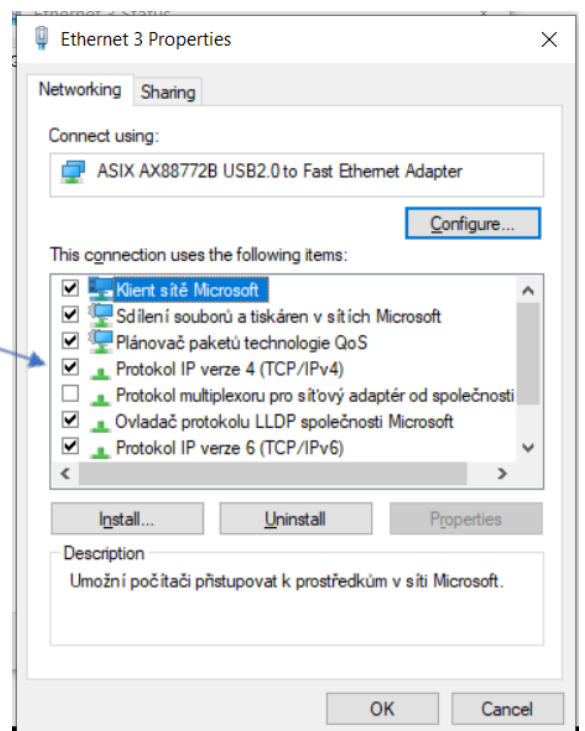 Ethernet 3 Status
Ethernet 3 Properties
Networking
Sharing
Connect using:
ASIX AX88772B USB2.0 to Fast Ethernet Adapter
Configure...
This connection uses the following items:
Klient sítě Microsoft
Sdílení souborů a tiskáren v sítích Microsoft
Plánovač paketů technologie QoS
Protokol IP verze 4 (TCP/IPv4)
Protokol multiplexoru pro síťový adaptér od společnosti
Ovladač protokolu LLDP společnosti Microsoft
Protokol IP verze 6 (TCP/IPv6)
Install...
Uninstall
Properties
Description
Umožní počítači přistupovat k prostředkům v síti Microsoft.
OK
Cancel